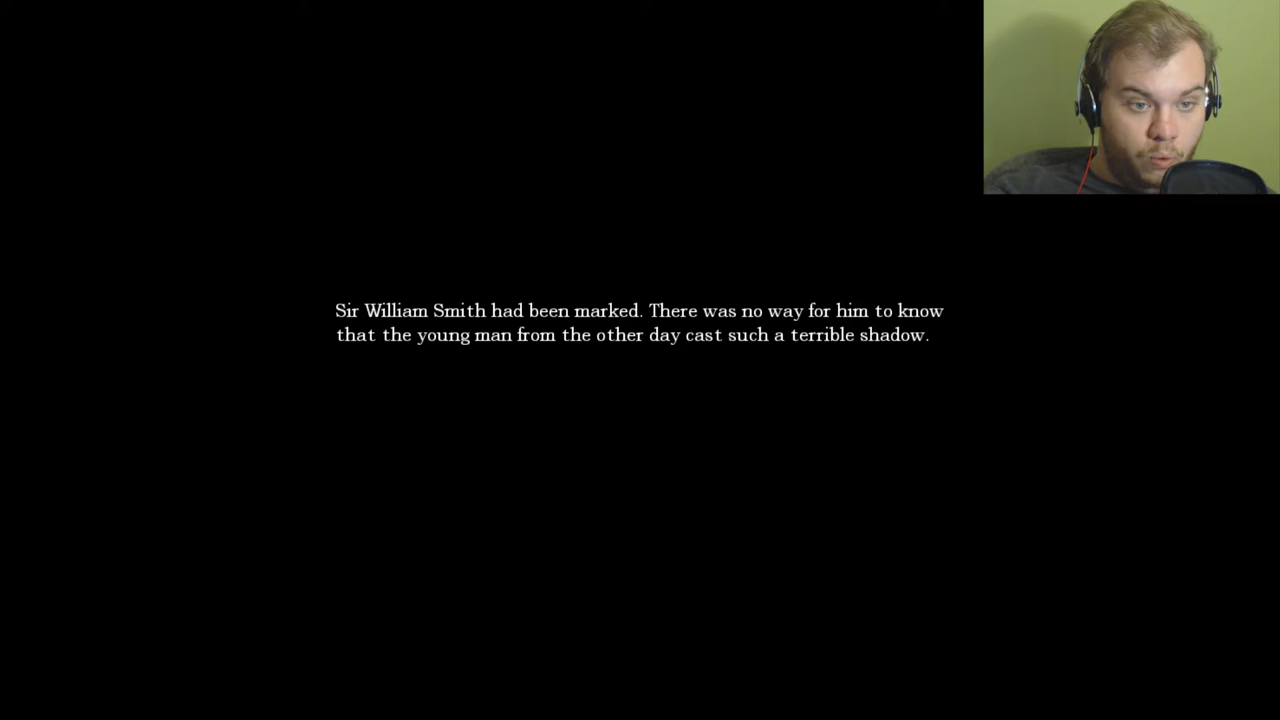 Sir William Smith had been marked. There was no way for him to know
that the young man from the other day cast such a terrible shadow.